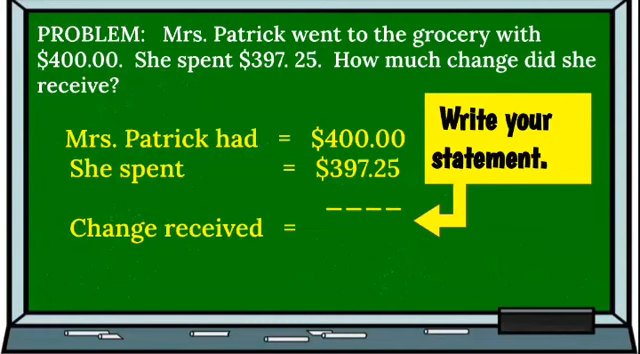 PROBLEM: Mrs. Patrick went to the grocery with
$400.00. She spent $397. 25. How much change did she
receive?
Mrs. Patrick had = $400.00
She spent = $397.25
Write your
statement.
____
Change received =